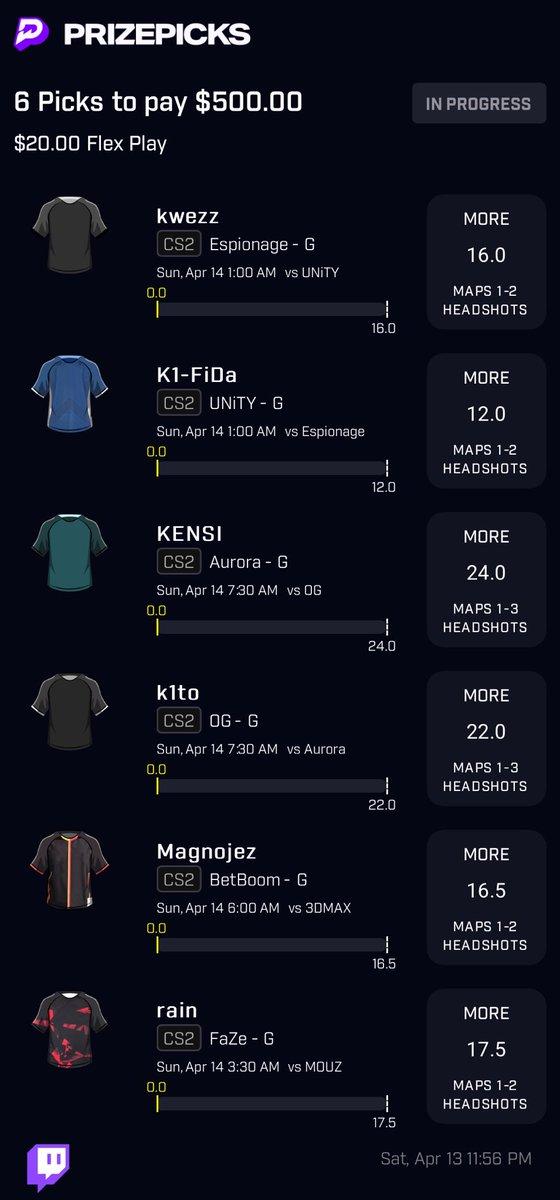 PRIZEPICKS
6 Picks to pay $500.00
IN PROGRESS
$20.00 Flex Play
kwezz
CS2 Espionage - G
Sun, Apr 14 1:00 AM vs UNiTY
0.0
16.0
MORE
16.0
MAPS 1-2
HEADSHOTS
K1-FiDa
CS2 UNiTY - G
Sun, Apr 14 1:00 AM vs Espionage
0.0
12.0
MORE
12.0
MAPS 1-2
HEADSHOTS
KENSI
CS2 Aurora - G
Sun, Apr 14 7:30 AM vs OG
0.0
24.0
MORE
24.0
MAPS 1-3
HEADSHOTS
k1to
CS2 OG - G
Sun, Apr 14 7:30 AM vs Aurora
0.0
22.0
MORE
22.0
MAPS 1-3
HEADSHOTS
Magnojez
CS2 BetBoom - G
Sun, Apr 14 6:00 AM vs 3DMAX
0.0
16.5
MORE
16.5
MAPS 1-2
HEADSHOTS
rain
CS2 FaZe - G
Sun, Apr 14 3:30 AM vs MOUZ
0.0
17.5
MORE
17.5
MAPS 1-2
HEADSHOTS
Sat, Apr 13 11:56 PM